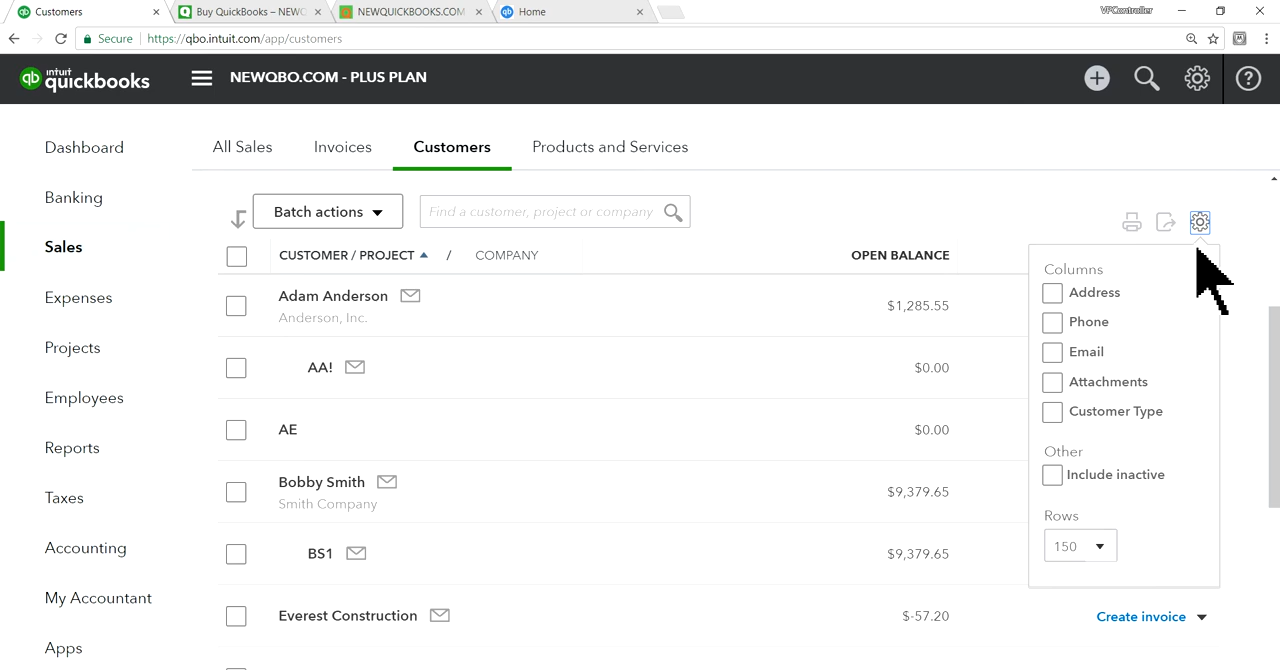 Customers
Buy QuickBooks – NEWQ
NEWQUICKBOOKS.COM
Home
VPController
Secure https://qbo.intuit.com/app/customers
intuit quickbooks
NEWQBO.COM - PLUS PLAN
Dashboard
Banking
Sales
Expenses
Projects
Employees
Reports
Taxes
Accounting
My Accountant
Apps
All Sales Invoices Customers Products and Services
Batch actions
Find a customer, project or company
CUSTOMER / PROJECT / COMPANY OPEN BALANCE
Adam Anderson $1,285.55
Anderson, Inc.
AA! $0.00
AE $0.00
Bobby Smith $9,379.65
Smith Company
BS1 $9,379.65
Everest Construction $-57.20 Create invoice
Columns
Address
Phone
Email
Attachments
Customer Type
Other
Include inactive
Rows
150